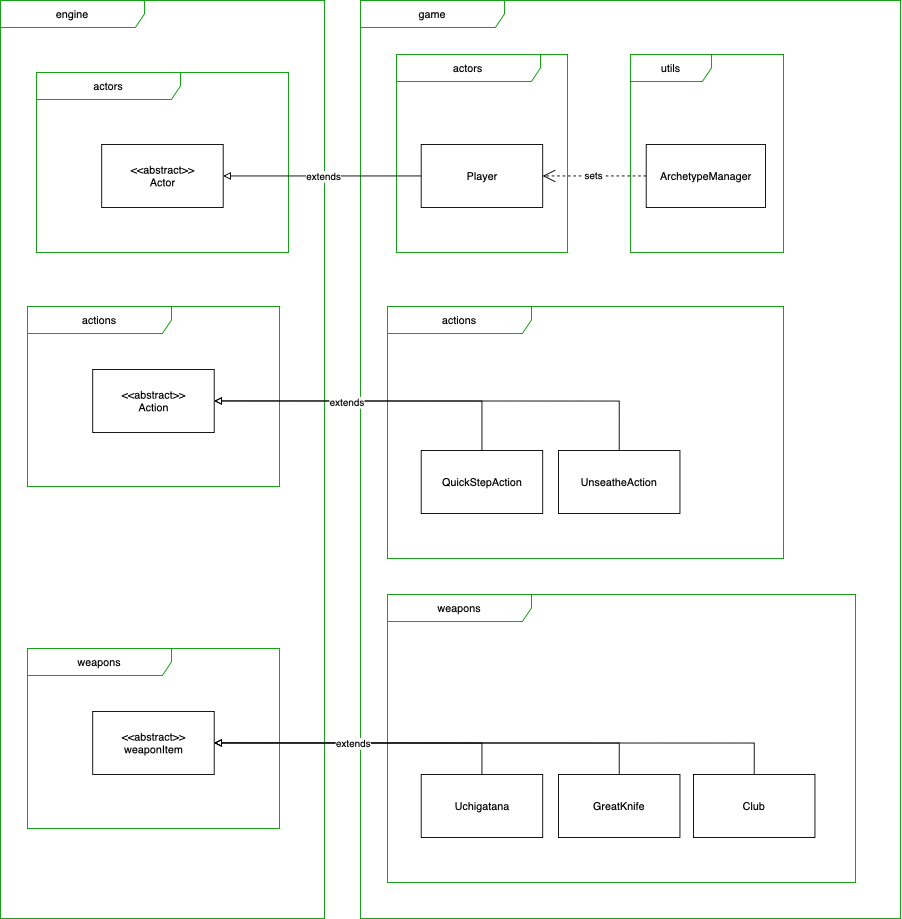 engine
game
actors
actors
utils
<<abstract>>
Actor
extends
Player
sets
ArchetypeManager
actions
actions
<<abstract>>
Action
extends
QuickStepAction
UnseatheAction
weapons
weapons
<<abstract>>
weaponItem
extends
Uchigatana
GreatKnife
Club